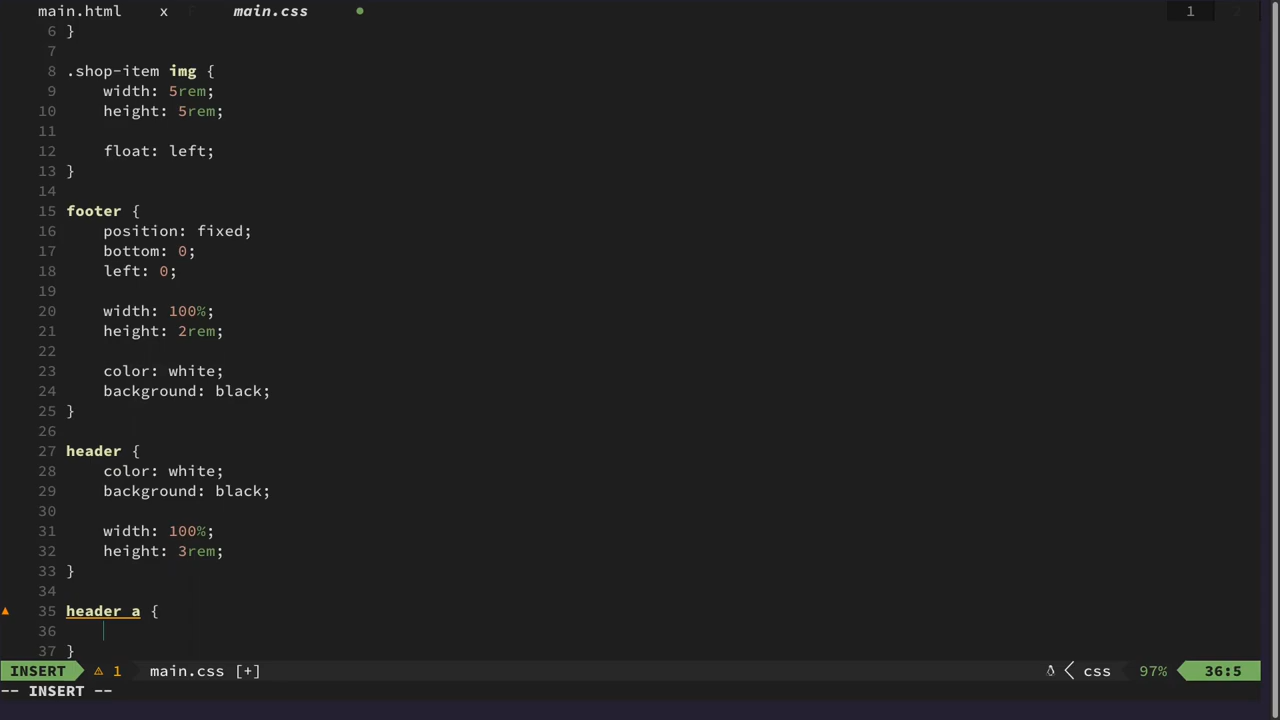 main.html x main.css 1
6 }
7
8 .shop-item img {
9 width: 5rem;
10 height: 5rem;
11
12 float: left;
13 }
14
15 footer {
16 position: fixed;
17 bottom: 0;
18 left: 0;
19
20 width: 100%;
21 height: 2rem;
22
23 color: white;
24 background: black;
25 }
26
27 header {
28 color: white;
29 background: black;
30
31 width: 100%;
32 height: 3rem;
33 }
34
35 header a {
36
37 }
INSERT ⚠ 1 main.css [+] css 97% 36:5
-- INSERT --